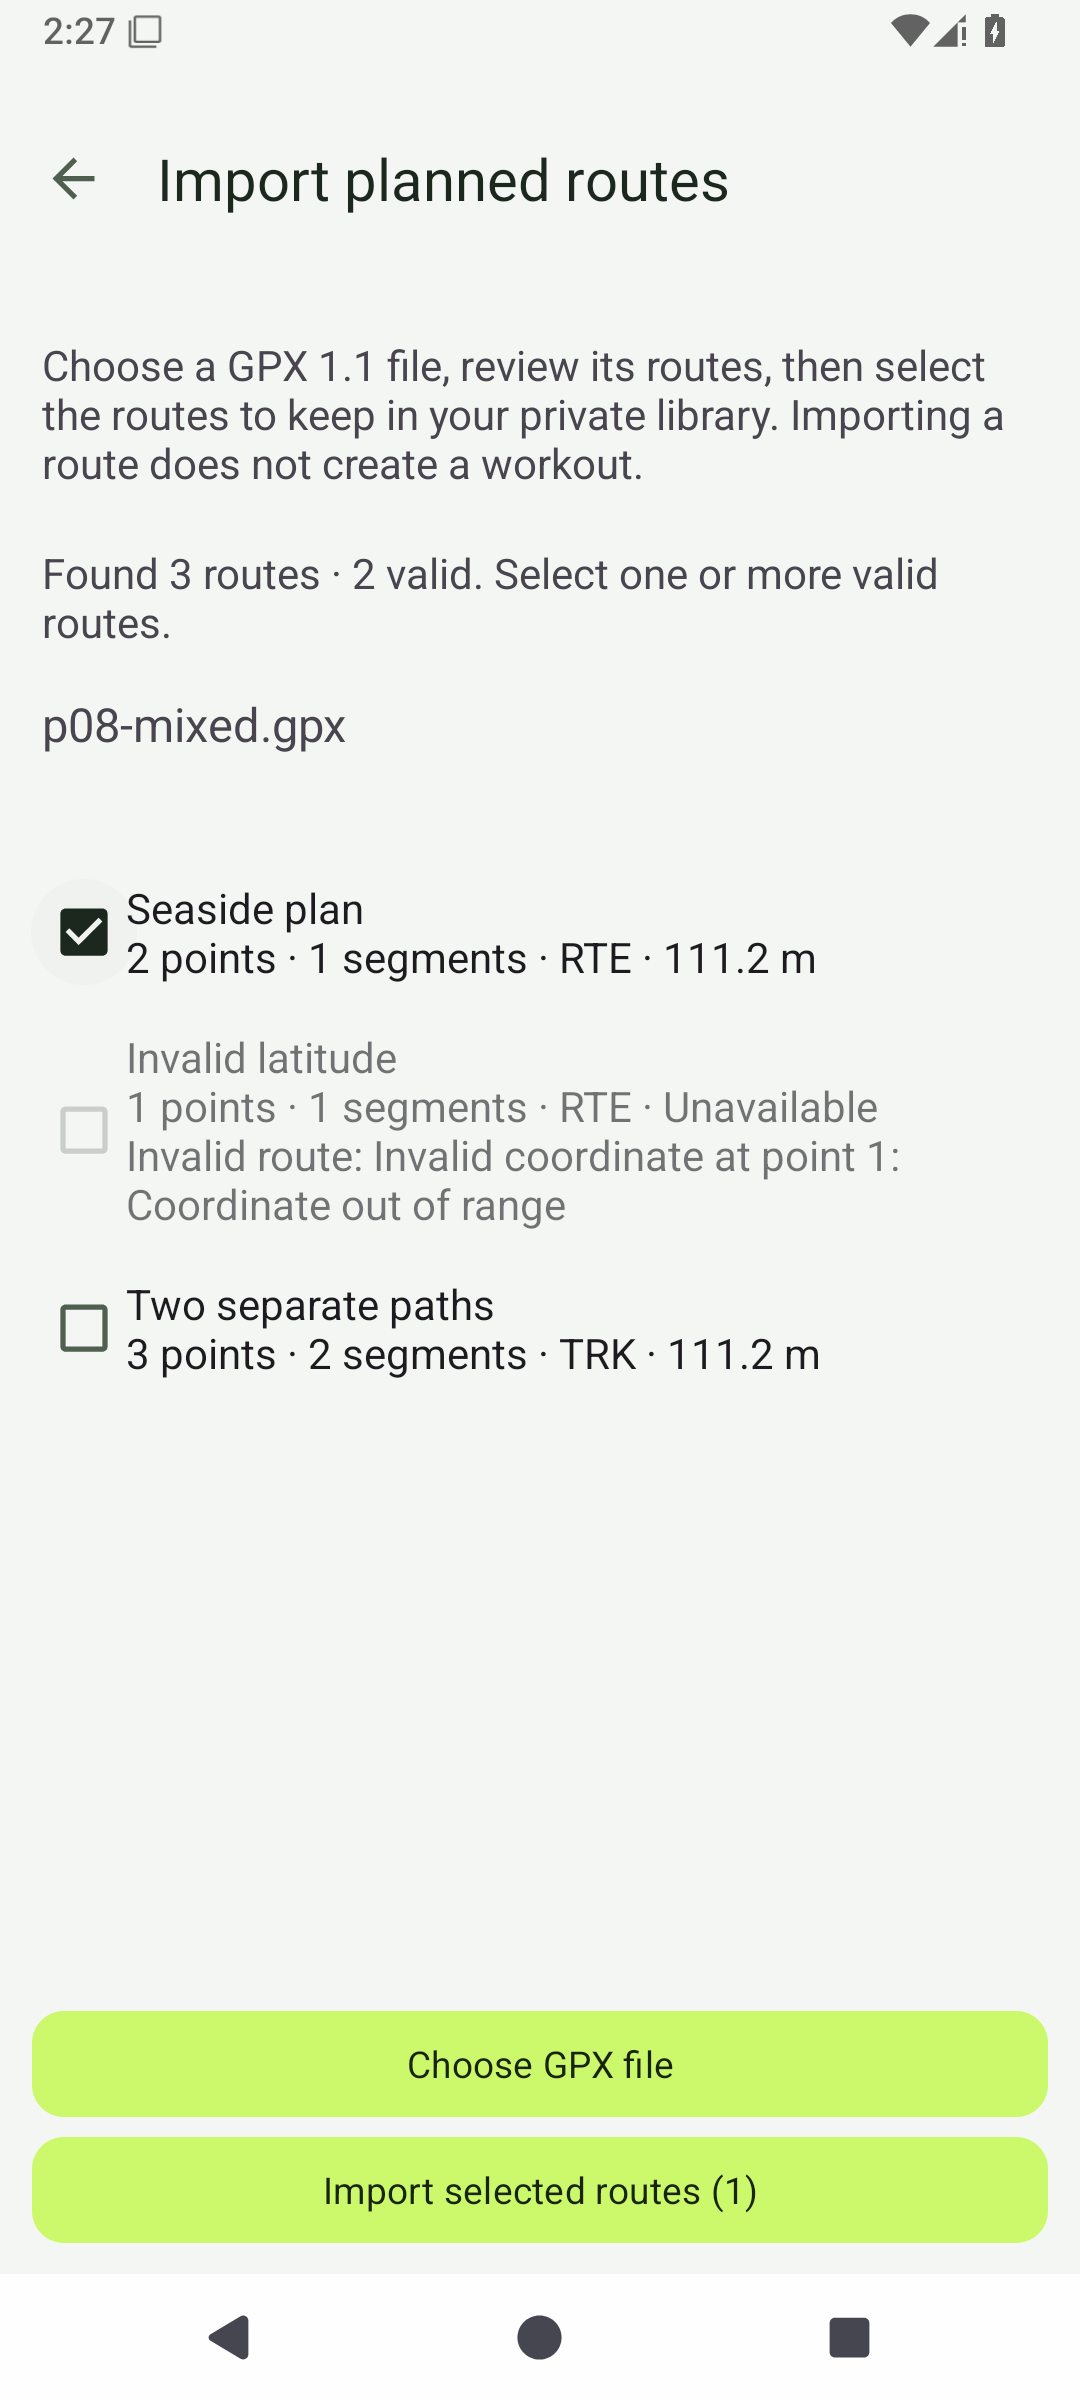 2:27
Import planned routes
Choose a GPX 1.1 file, review its routes, then select
the routes to keep in your private library. Importing a
route does not create a workout.
Found 3 routes · 2 valid. Select one or more valid
routes.
p08-mixed.gpx
Seaside plan
2 points · 1 segments · RTE · 111.2 m
Invalid latitude
1 points · 1 segments · RTE · Unavailable
Invalid route: Invalid coordinate at point 1:
Coordinate out of range
Two separate paths
3 points · 2 segments · TRK · 111.2 m
Choose GPX file
Import selected routes (1)